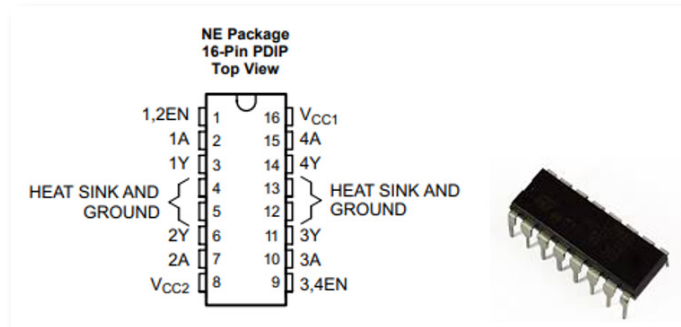 NE Package
16-Pin PDIP
Top View
1,2EN 1 16 VCC1
1A 2 15 4A
1Y 3 14 4Y
HEAT SINK AND GROUND 4 13 HEAT SINK AND GROUND
5 12
2Y 6 11 3Y
2A 7 10 3A
VCC2 8 9 3,4EN